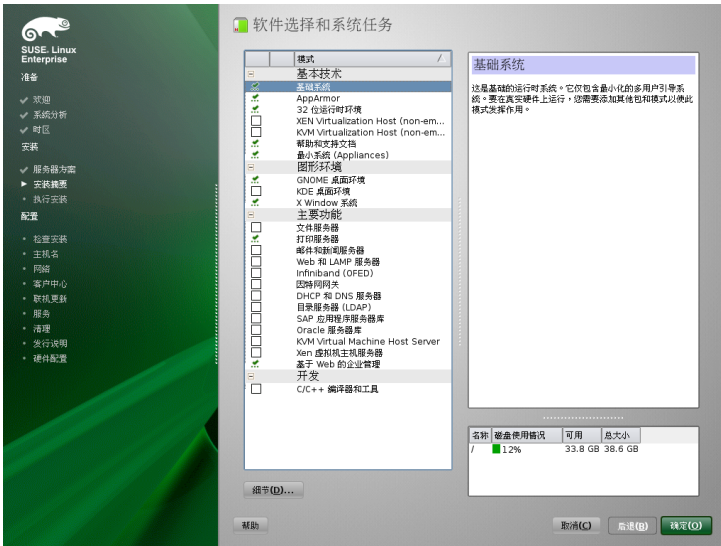 SUSE. Linux
Enterprise
准备
欢迎
系统分析
时区
安装
服务器方案
安装摘要
执行安装
配置
检查安装
主机名
网络
客户中心
联机更新
服务
清理
发行说明
硬件配置
软件选择和系统任务
模式
基本技术
基础系统
AppArmor
32 位运行时环境
XEN Virtualization Host (non-em...
KVM Virtualization Host (non-em...
帮助和支持文档
最小系统 (Appliances)
图形环境
GNOME 桌面环境
KDE 桌面环境
X Window 系统
主要功能
文件服务器
打印服务器
邮件和新闻服务器
Web 和 LAMP 服务器
Infiniband (OFED)
因特网网关
DHCP 和 DNS 服务器
目录服务器 (LDAP)
SAP 应用程序服务器库
Oracle 服务器库
KVM Virtual Machine Host Server
Xen 虚拟机主机服务器
基于 Web 的企业管理
开发
C/C++ 编译器和工具
细节(D)...
基础系统
这是基础的运行时系统。它仅包含最小化的多用户引导系
统。要在真实硬件上运行，您需要添加其他包和模式以使此
模式发挥作用。
名称 磁盘使用情况 可用 总大小
/ 12% 33.8 GB 38.6 GB
帮助 取消(C) 后退(B) 确定(O)